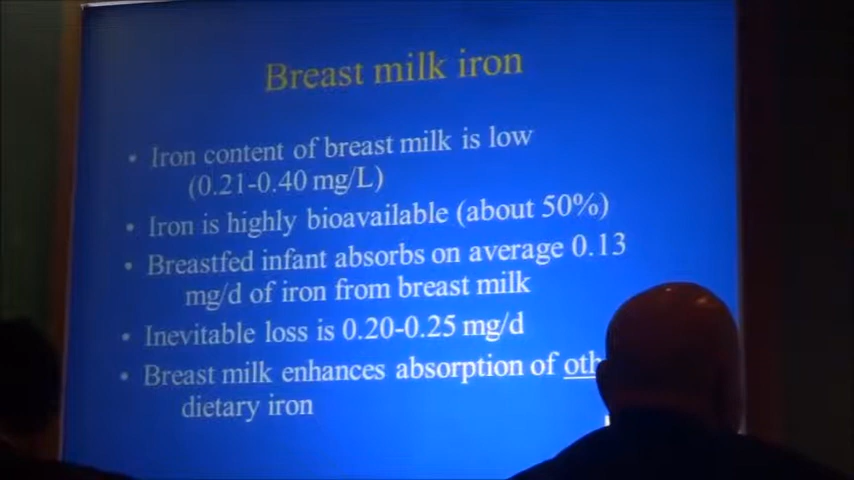 Breast milk iron
• Iron content of breast milk is low
(0.21-0.40 mg/L)
• Iron is highly bioavailable (about 50%)
• Breastfed infant absorbs on average 0.13
mg/d of iron from breast milk
• Inevitable loss is 0.20-0.25 mg/d
• Breast milk enhances absorption of oth
dietary iron